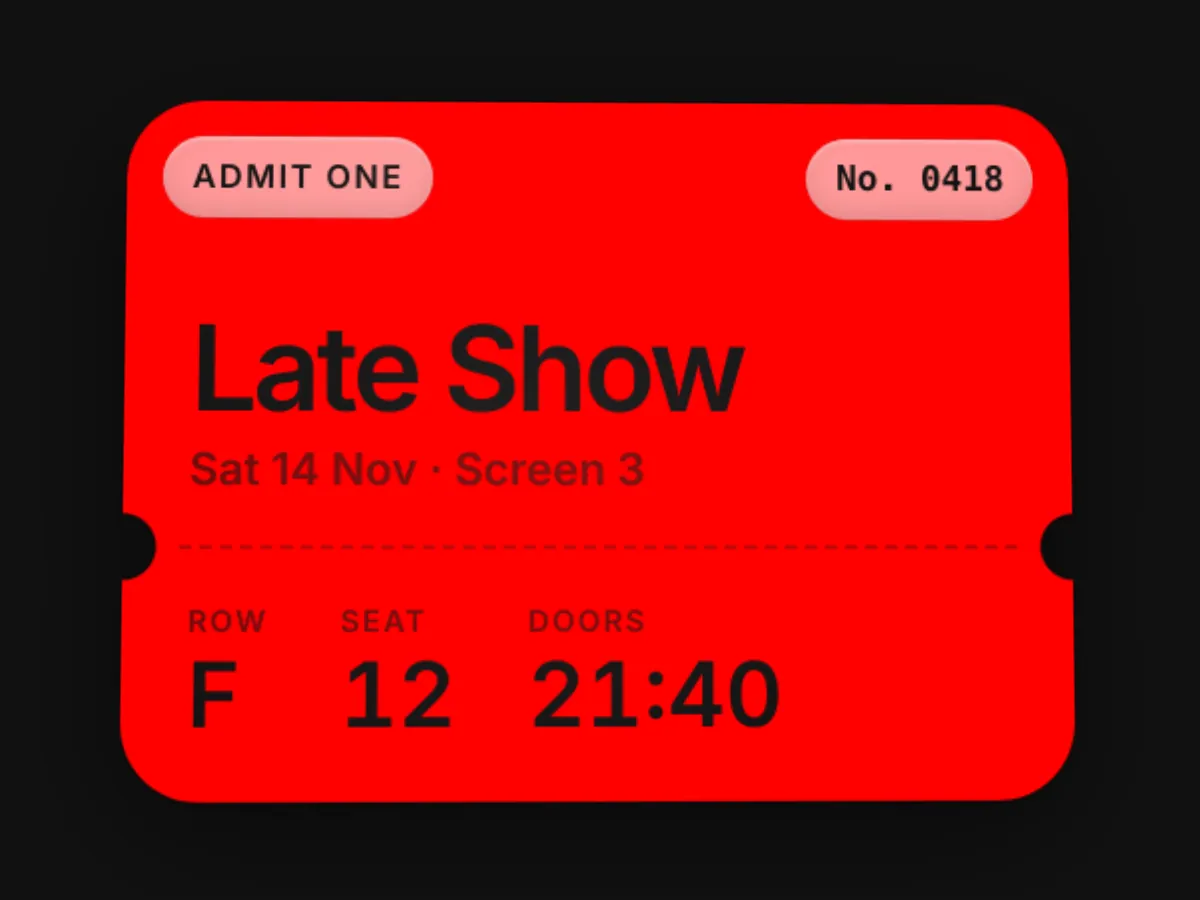 ADMIT ONE
No. 0418
Late Show
Sat 14 Nov · Screen 3
ROW SEAT DOORS
F 12 21:40